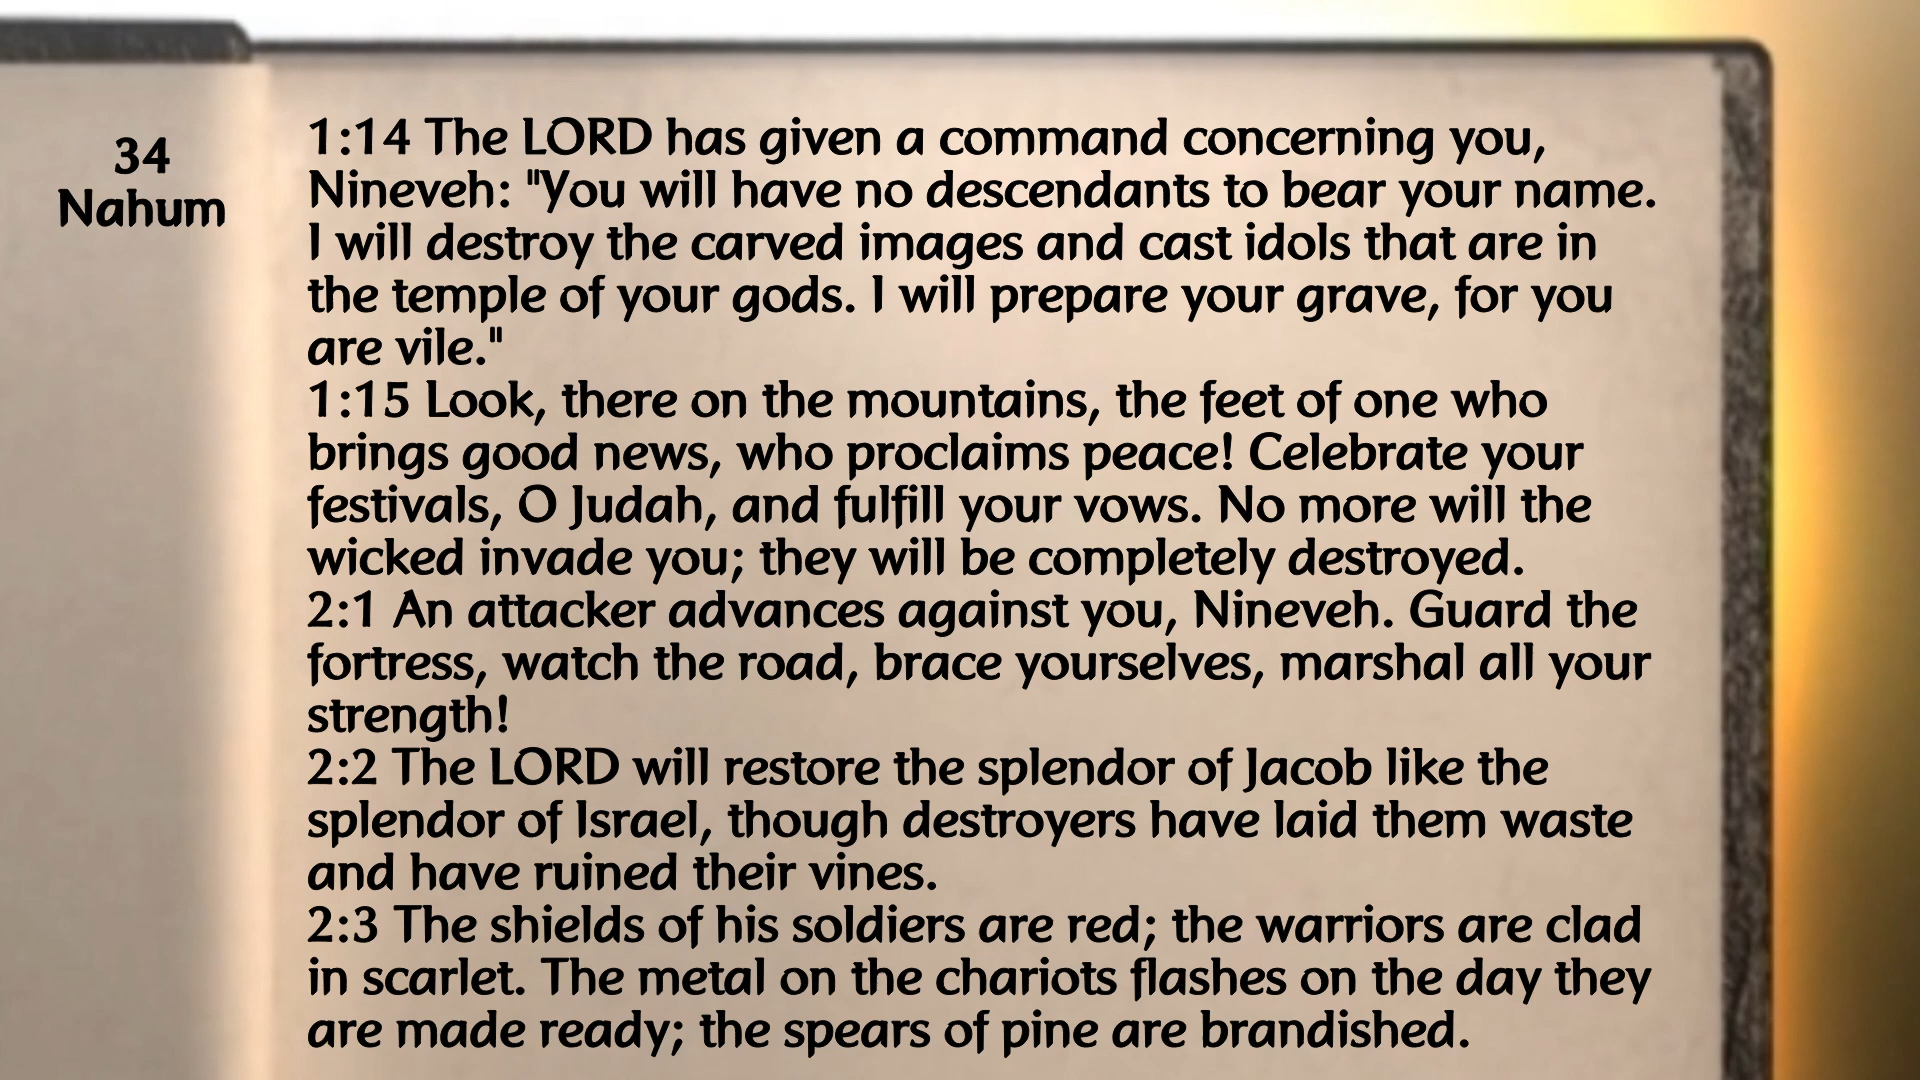 34
Nahum
1:14 The LORD has given a command concerning you,
Nineveh: "You will have no descendants to bear your name.
I will destroy the carved images and cast idols that are in
the temple of your gods. I will prepare your grave, for you
are vile."
1:15 Look, there on the mountains, the feet of one who
brings good news, who proclaims peace! Celebrate your
festivals, O Judah, and fulfill your vows. No more will the
wicked invade you; they will be completely destroyed.
2:1 An attacker advances against you, Nineveh. Guard the
fortress, watch the road, brace yourselves, marshal all your
strength!
2:2 The LORD will restore the splendor of Jacob like the
splendor of Israel, though destroyers have laid them waste
and have ruined their vines.
2:3 The shields of his soldiers are red; the warriors are clad
in scarlet. The metal on the chariots flashes on the day they
are made ready; the spears of pine are brandished.